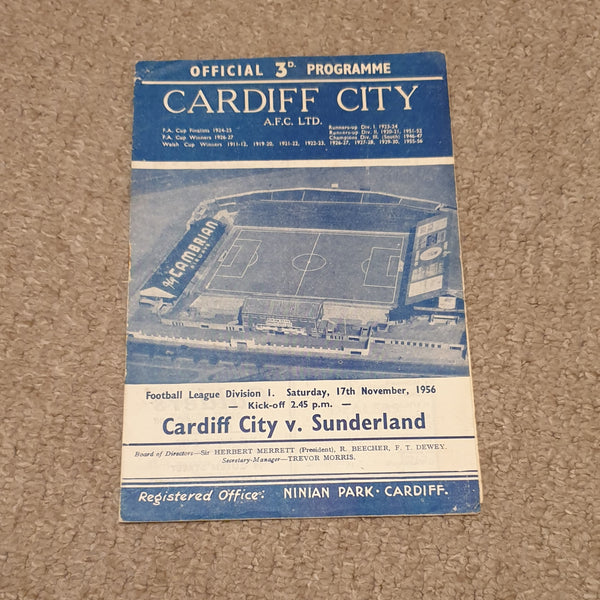 OFFICIAL 3D. PROGRAMME
CARDIFF CITY
A.F.C. LTD.
F.A. Cup Finalists 1924-25
F.A. Cup Winners 1926-27
Welsh Cup Winners 1911-12, 1919-20, 1921-22, 1922-23, 1926-27, 1927-28, 1929-30, 1955-56
Runners-up Div. I. 1923-24
Runners-up Div. II. 1920-21, 1951-52
Champions Div. III. (South) 1946-47
CAMBRIAN
AIRWAYS
Football League Division 1. Saturday, 17th November, 1956
— Kick-off 2.45 p.m. —
Cardiff City v. Sunderland
Board of Directors—Sir HERBERT MERRETT (President), R. BEECHER, F. T. DEWEY.
Secretary-Manager—TREVOR MORRIS.
Registered Office: NINIAN PARK · CARDIFF.